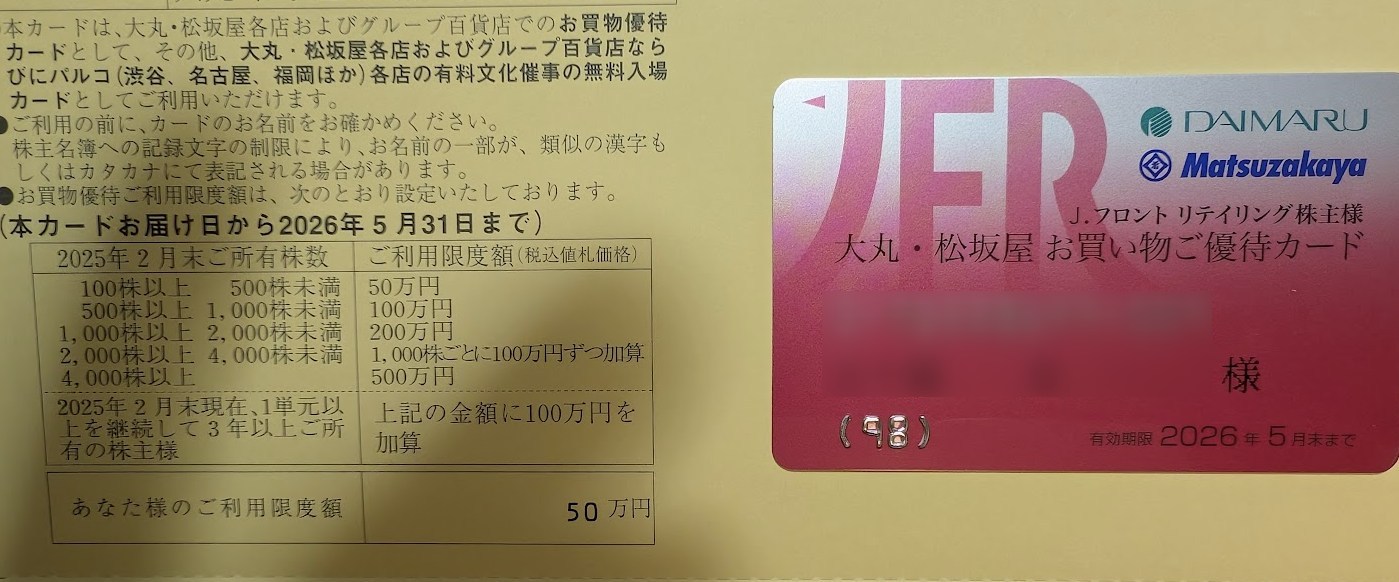 本カードは、大丸・松坂屋各店およびグループ百貨店でのお買物優待
カードとして、その他、大丸・松坂屋各店およびグループ百貨店なら
びにパルコ(渋谷、名古屋、福岡ほか)各店の有料文化催事の無料入場
カードとしてご利用いただけます。
●ご利用の前に、カードのお名前をお確かめください。
株主名簿への記録文字の制限により、お名前の一部が、類似の漢字も
しくはカタカナにて表記される場合があります。
●お買物優待ご利用限度額は、次のとおり設定いたしております。
(本カードお届け日から2026年5月31日まで)
2025年2月末ご所有株数 ご利用限度額(税込値札価格)
100株以上 500株未満 50万円
500株以上 1,000株未満 100万円
1,000株以上 2,000株未満 200万円
2,000株以上 4,000株未満 1,000株ごとに100万円ずつ加算
4,000株以上 500万円
2025年2月末現在、1単元以
上を継続して3年以上ご所
有の株主様
上記の金額に100万円を
加算
あなた様のご利用限度額 50万円
JFR
DAIMARU
Matsuzakaya
J.フロント リテイリング株主様
大丸・松坂屋 お買い物ご優待カード
様
(98)
有効期限 2026年5月末まで